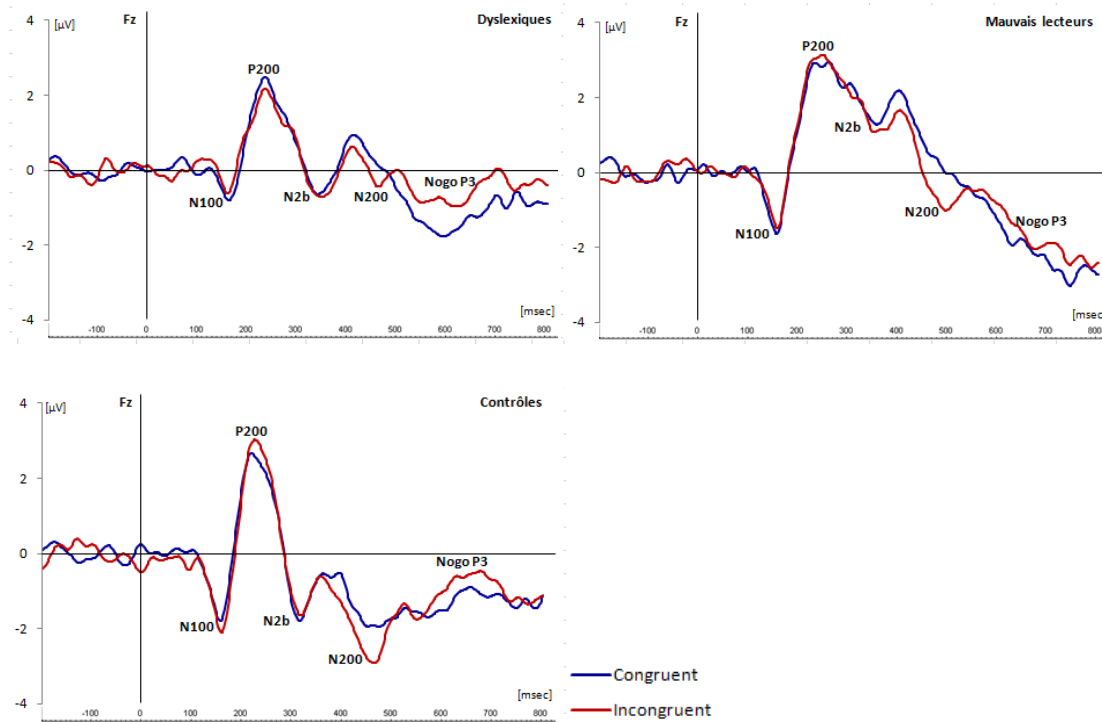 4 [µV] Fz Dyslexiques
P200
2
0
N100 N2b N200 Nogo P3
-2
[msec]
-4
-100 0 100 200 300 400 500 600 700 800
4 [µV] Fz Mauvais lecteurs
P200
2
N2b
0
N200
Nogo P3
N100
-2
[msec]
-4
-100 0 100 200 300 400 500 600 700 800
4 [µV] Fz Contrôles
P200
2
0
Nogo P3
N100 N2b
-2
N200
[msec]
-4
-100 0 100 200 300 400 500 600 700 800
Congruent
Incongruent